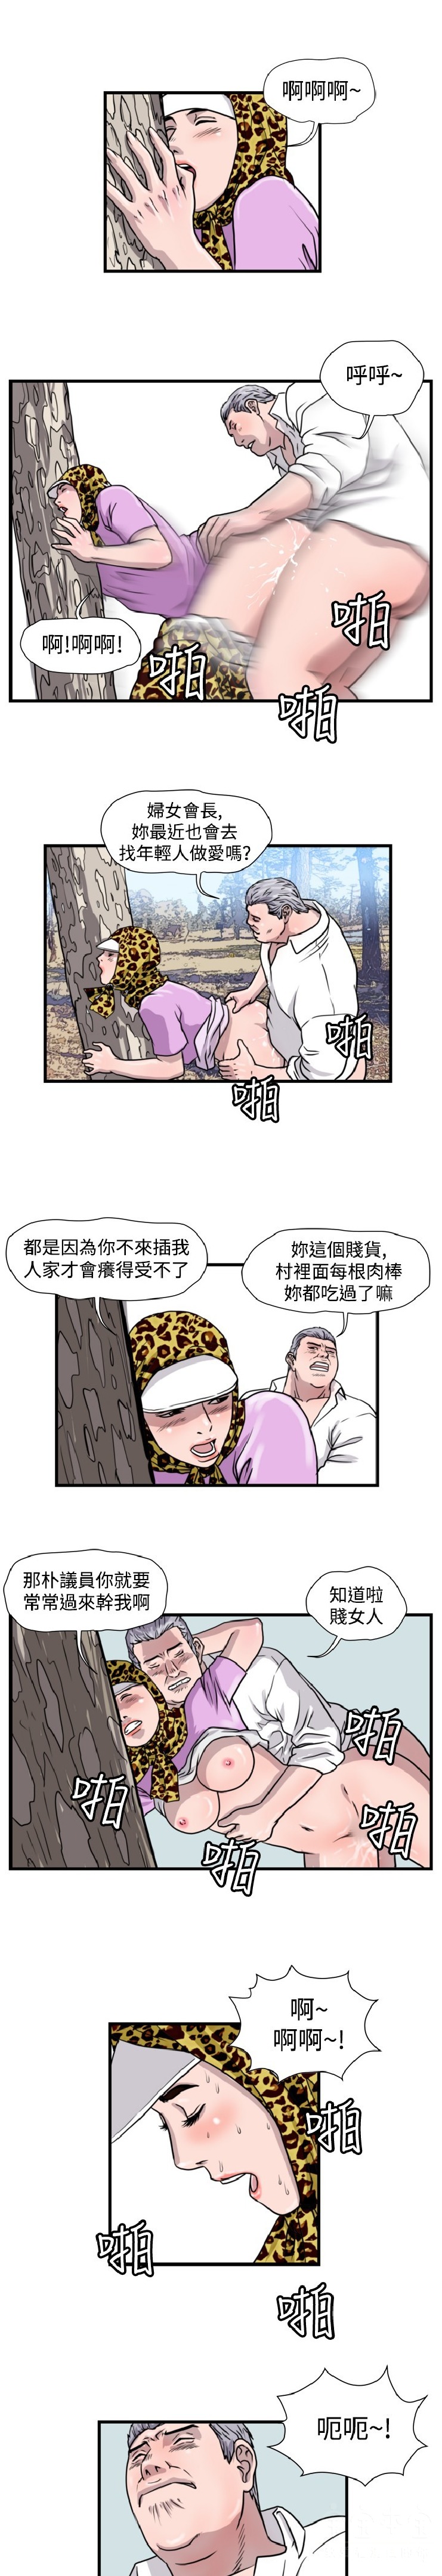 啊啊啊~
呼呼~
啊!啊啊!
啪
啪
啪
婦女會長,
妳最近也會去
找年輕人做愛嗎?
啪
啪
都是因為你不來插我
人家才會癢得受不了
妳這個賤貨,
村裡面每根肉棒
妳都吃過了嘛
那朴議員你就要
常常過來幹我啊
知道啦
賤女人
啪
啪
啪
啪
啊~
啊啊~!
啪
啪
啪
呃呃~!